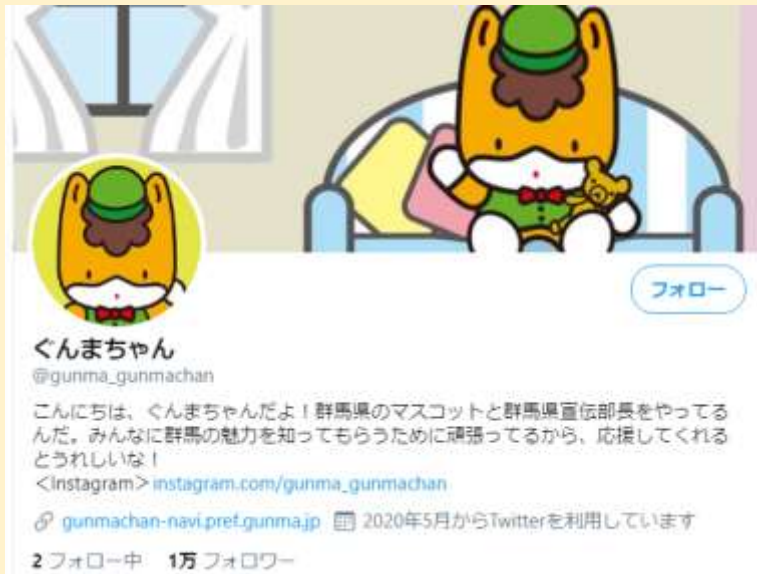 フォロー
ぐんまちゃん
@gunma_gunmachan
こんにちは、ぐんまちゃんだよ！群馬県のマスコットと群馬県宣伝部長をやってる
んだ。みんなに群馬の魅力を知ってもらうために頑張ってるから、応援してくれる
とうれしいな！
＜Instagram＞instagram.com/gunma_gunmachan
gunmachan-navi.pref.gunma.jp 2020年5月からTwitterを利用しています
2 フォロー中 1万 フォロワー